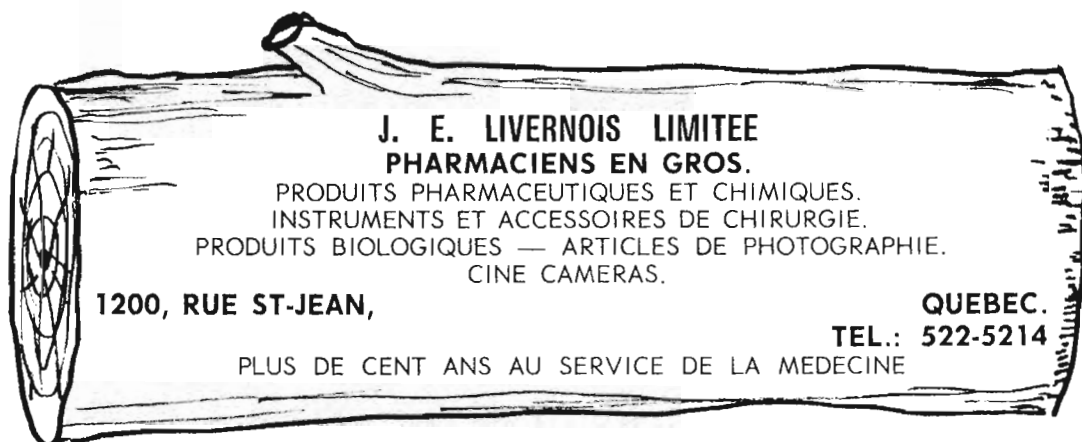 J. E. LIVERNOIS LIMITEE
PHARMACIENS EN GROS.
PRODUITS PHARMACEUTIQUES ET CHIMIQUES.
INSTRUMENTS ET ACCESSOIRES DE CHIRURGIE.
PRODUITS BIOLOGIQUES — ARTICLES DE PHOTOGRAPHIE.
CINE CAMERAS.
1200, RUE ST-JEAN, QUEBEC.
TEL.: 522-5214
PLUS DE CENT ANS AU SERVICE DE LA MEDECINE